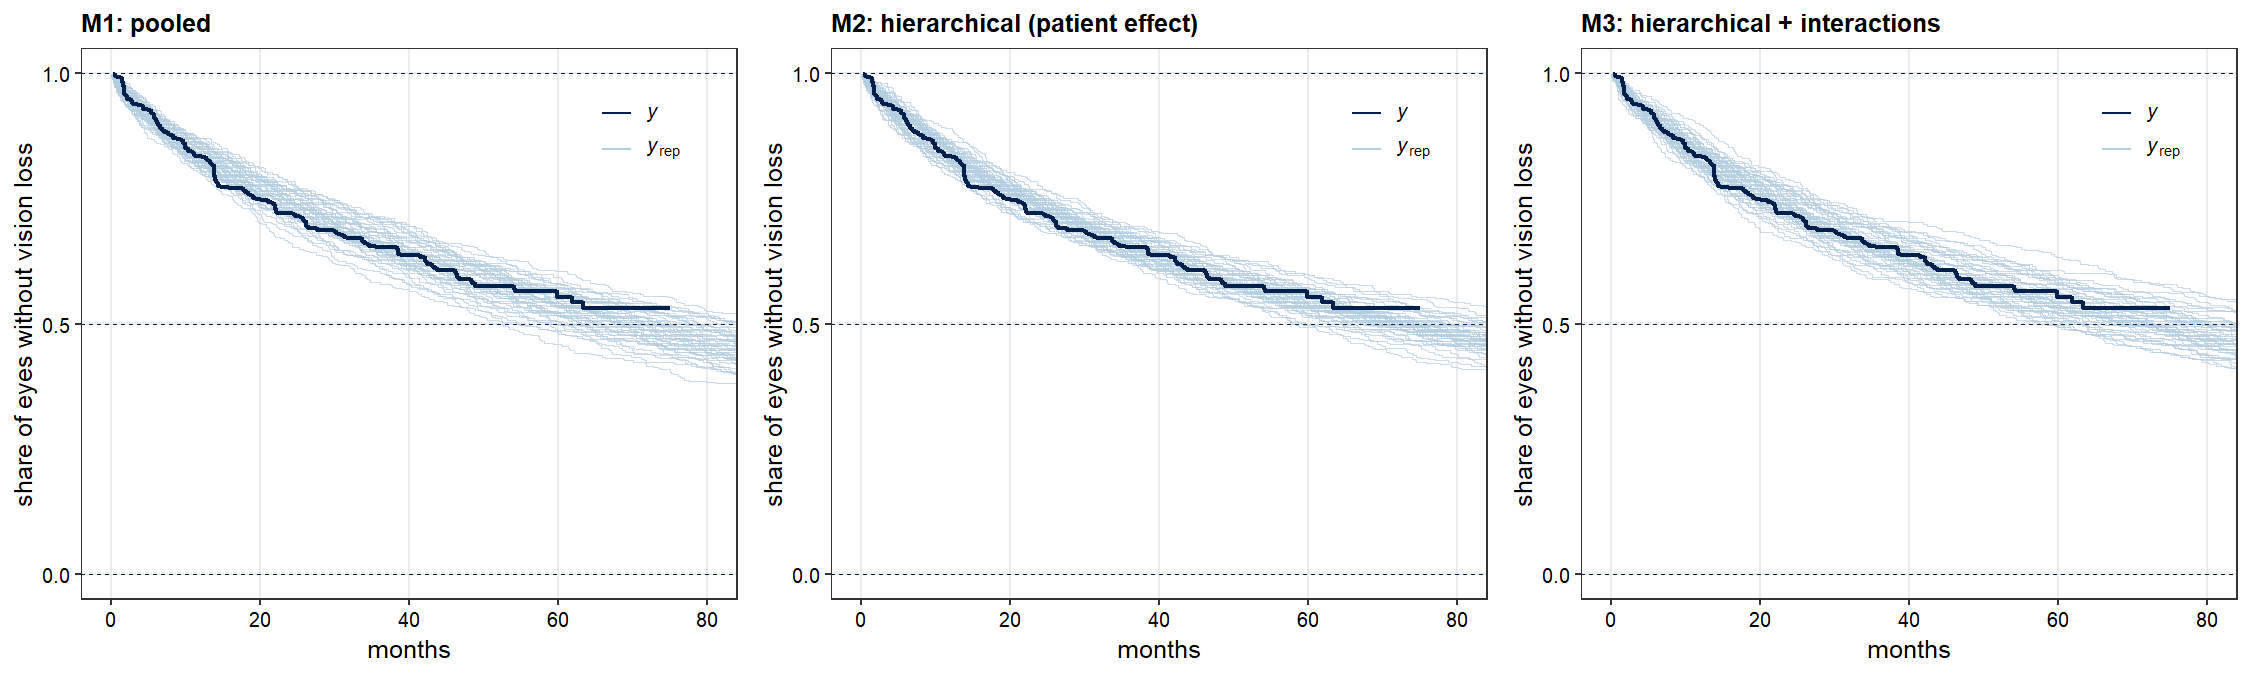 M1: pooled
share of eyes without vision loss
1.0
0.5
0.0
y
yrep
0 20 40 60 80
months
M2: hierarchical (patient effect)
share of eyes without vision loss
1.0
0.5
0.0
y
yrep
0 20 40 60 80
months
M3: hierarchical + interactions
share of eyes without vision loss
1.0
0.5
0.0
y
yrep
0 20 40 60 80
months